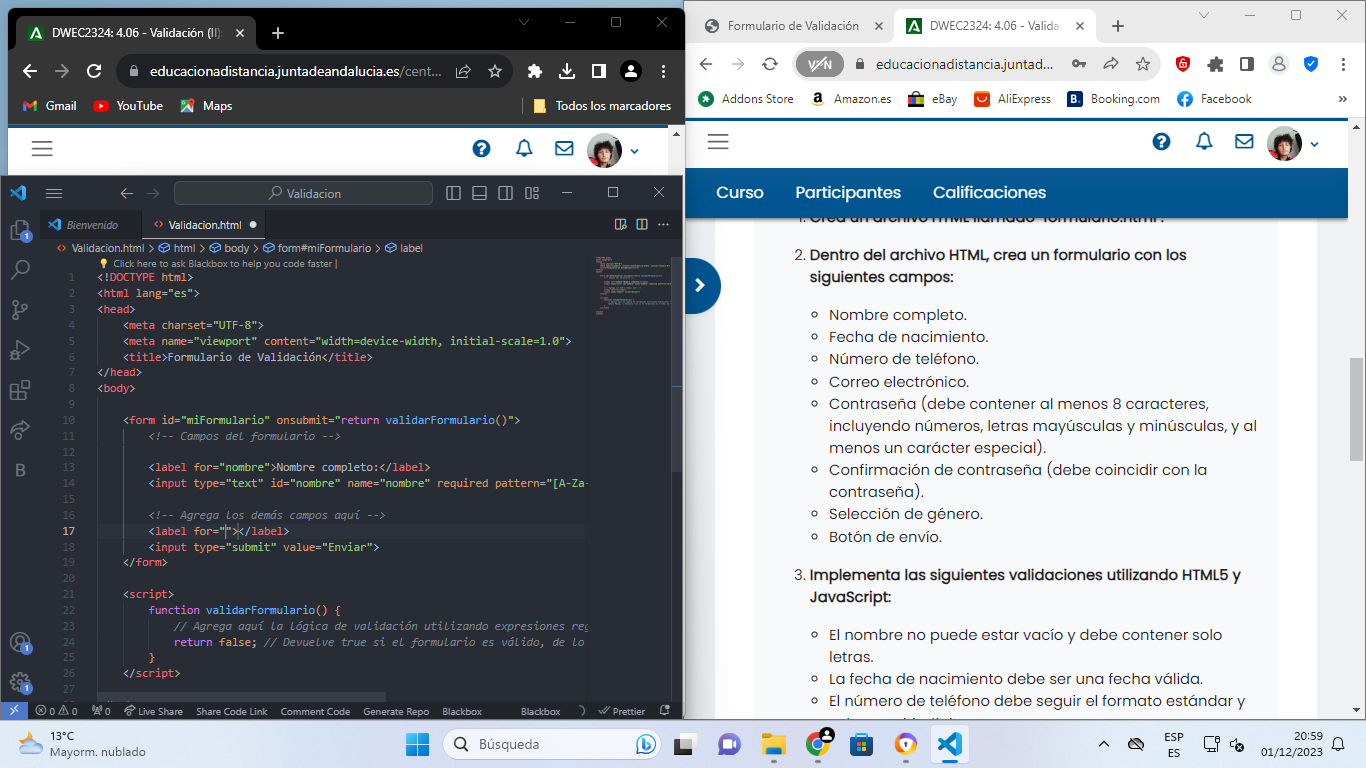 DWEC2324: 4.06 - Validación (II):
educacionadistancia.juntadeandalucia.es/cent...
Gmail
YouTube
Maps
Todos los marcadores
Validacion
Bienvenido
Validacion.html
Validacion.html > html > body > form#miFormulario > label
Click here to ask Blackbox to help you code faster |
1 <!DOCTYPE html>
2 <html lang="es">
3 <head>
4 <meta charset="UTF-8">
5 <meta name="viewport" content="width=device-width, initial-scale=1.0">
6 <title>Formulario de Validación</title>
7 </head>
8 <body>
9
10 <form id="miFormulario" onsubmit="return validarFormulario()">
11 <!-- Campos del formulario -->
12
13 <label for="nombre">Nombre completo:</label>
14 <input type="text" id="nombre" name="nombre" required pattern="[A-Za-
15
16 <!-- Agrega los demás campos aquí -->
17 <label for=""></label>
18 <input type="submit" value="Enviar">
19 </form>
20
21 <script>
22 function validarFormulario() {
23 // Agrega aquí la lógica de validación utilizando expresiones reg
24 return false; // Devuelve true si el formulario es válido, de lo
25 }
26 </script>
27
1
B
1
1
0 0 0
Live Share
Share Code Link
Comment Code
Generate Repo
Blackbox
Blackbox
Prettier
Formulario de Validación
DWEC2324: 4.06 - Valida
VPN
educacionadistancia.juntad...
Addons Store
Amazon.es
eBay
AliExpress
Booking.com
Facebook
»
Curso
Participantes
Calificaciones
1. Crea un archivo HTML llamado "formulario.html".
2. Dentro del archivo HTML, crea un formulario con los
siguientes campos:
Nombre completo.
Fecha de nacimiento.
Número de teléfono.
Correo electrónico.
Contraseña (debe contener al menos 8 caracteres,
incluyendo números, letras mayúsculas y minúsculas, y al
menos un carácter especial).
Confirmación de contraseña (debe coincidir con la
contraseña).
Selección de género.
Botón de envío.
3. Implementa las siguientes validaciones utilizando HTML5 y
JavaScript:
El nombre no puede estar vacío y debe contener solo
letras.
La fecha de nacimiento debe ser una fecha válida.
El número de teléfono debe seguir el formato estándar y
13°C
Mayorm. nublado
Búsqueda
ESP
ES
20:59
01/12/2023